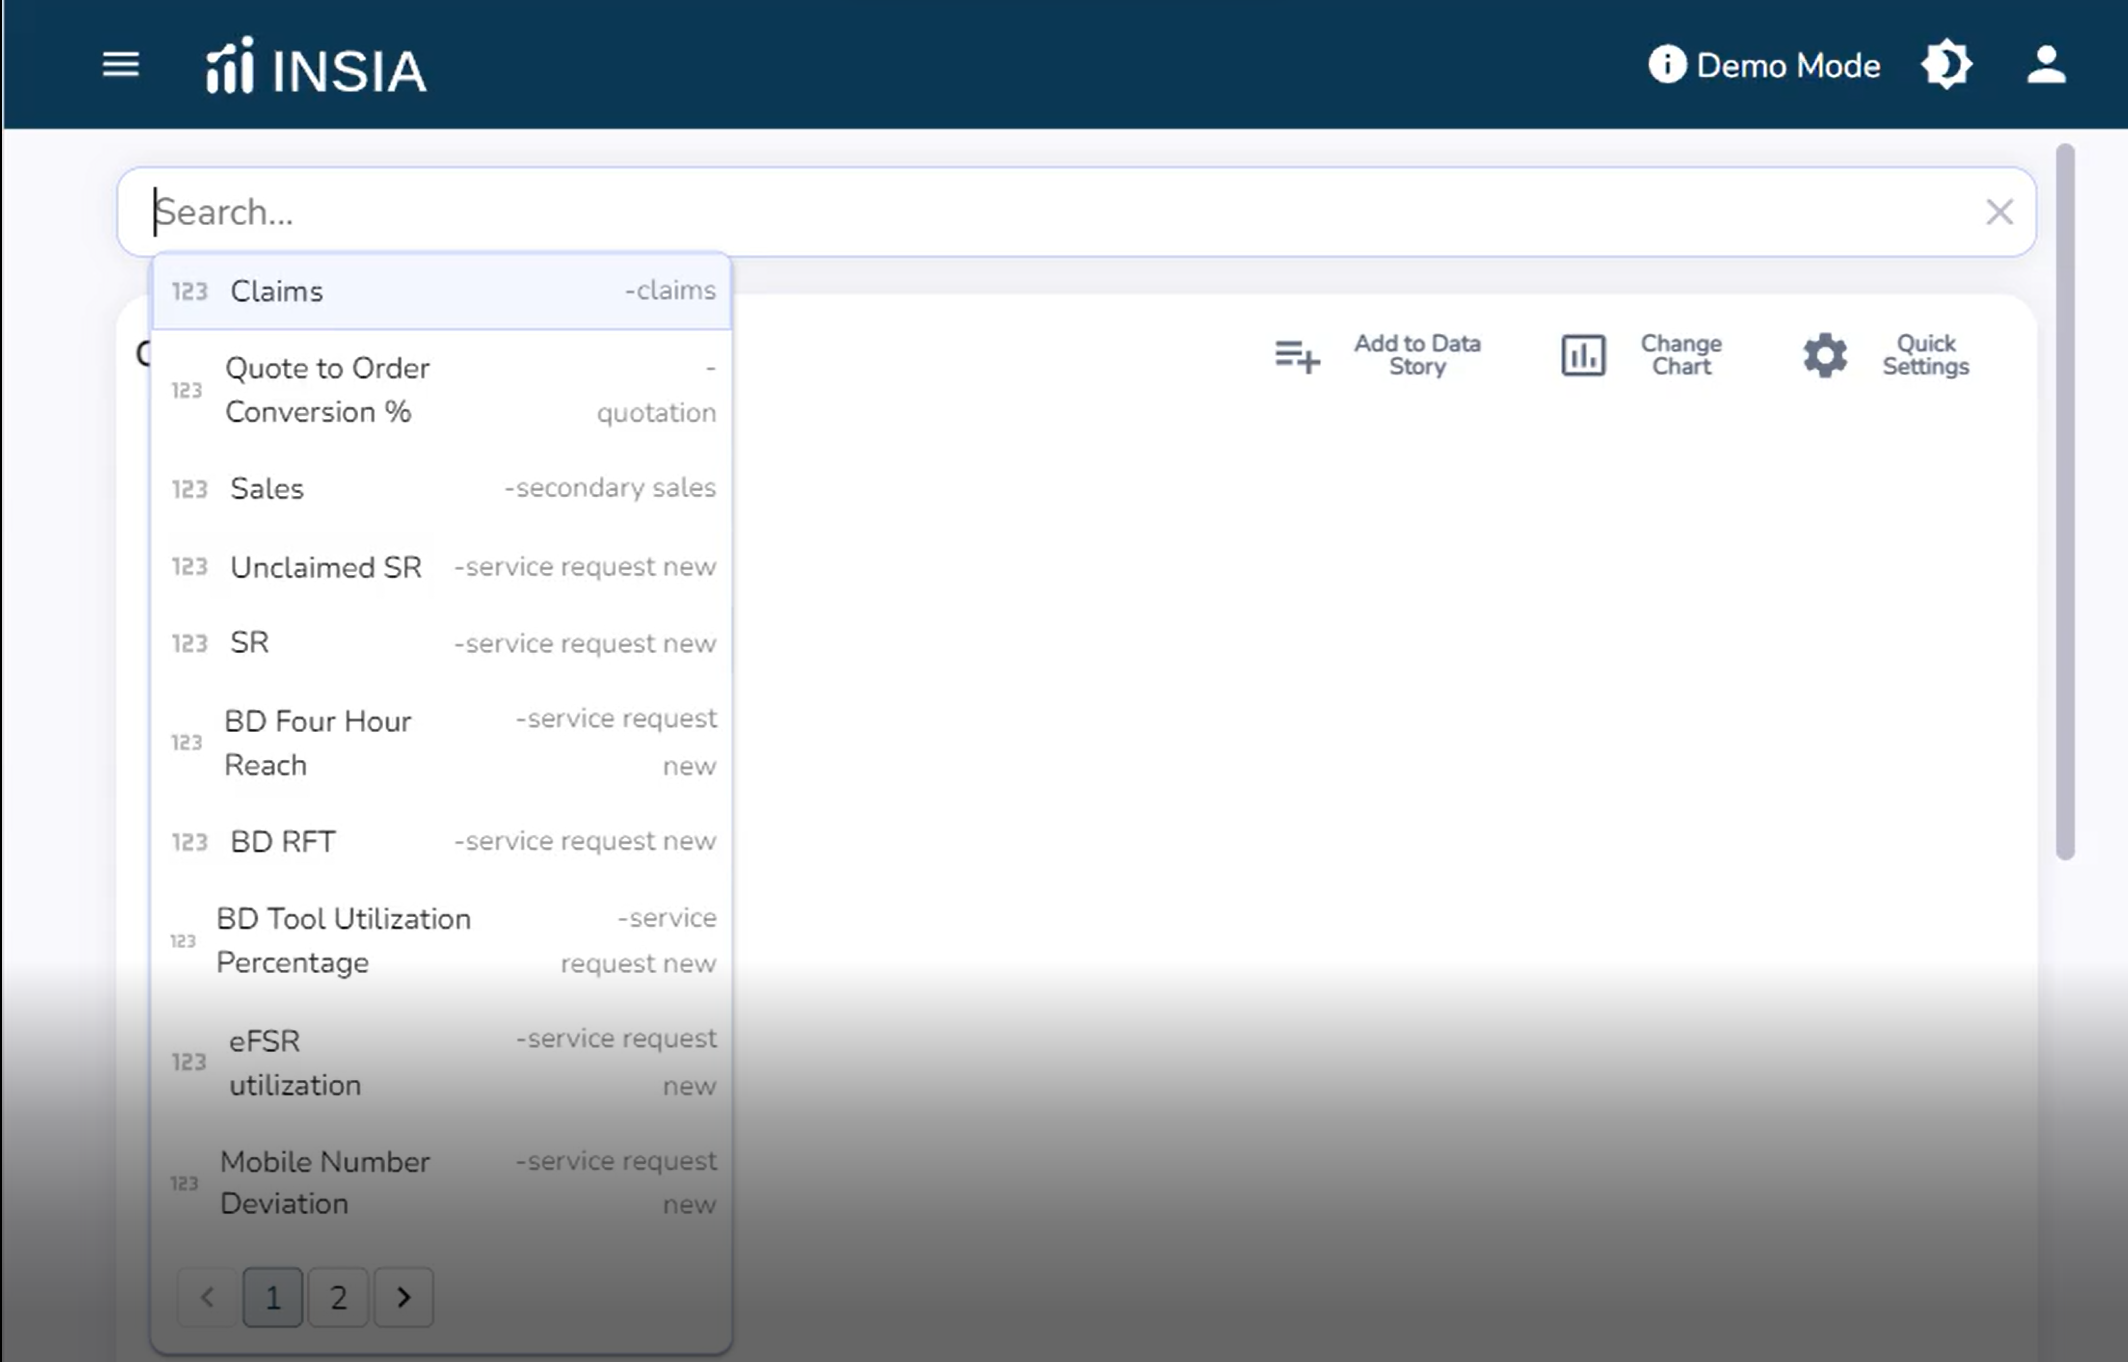 INSIA
Demo Mode
Search...
123 Claims -claims
Add to Data
Story
Change
Chart
Quick
Settings
123 Quote to Order
Conversion %
-
quotation
123 Sales -secondary sales
123 Unclaimed SR -service request new
123 SR -service request new
123 BD Four Hour
Reach
-service request
new
123 BD RFT -service request new
123 BD Tool Utilization
Percentage
-service
request new
123 eFSR
utilization
-service request
new
123 Mobile Number
Deviation
-service request
new
1 2